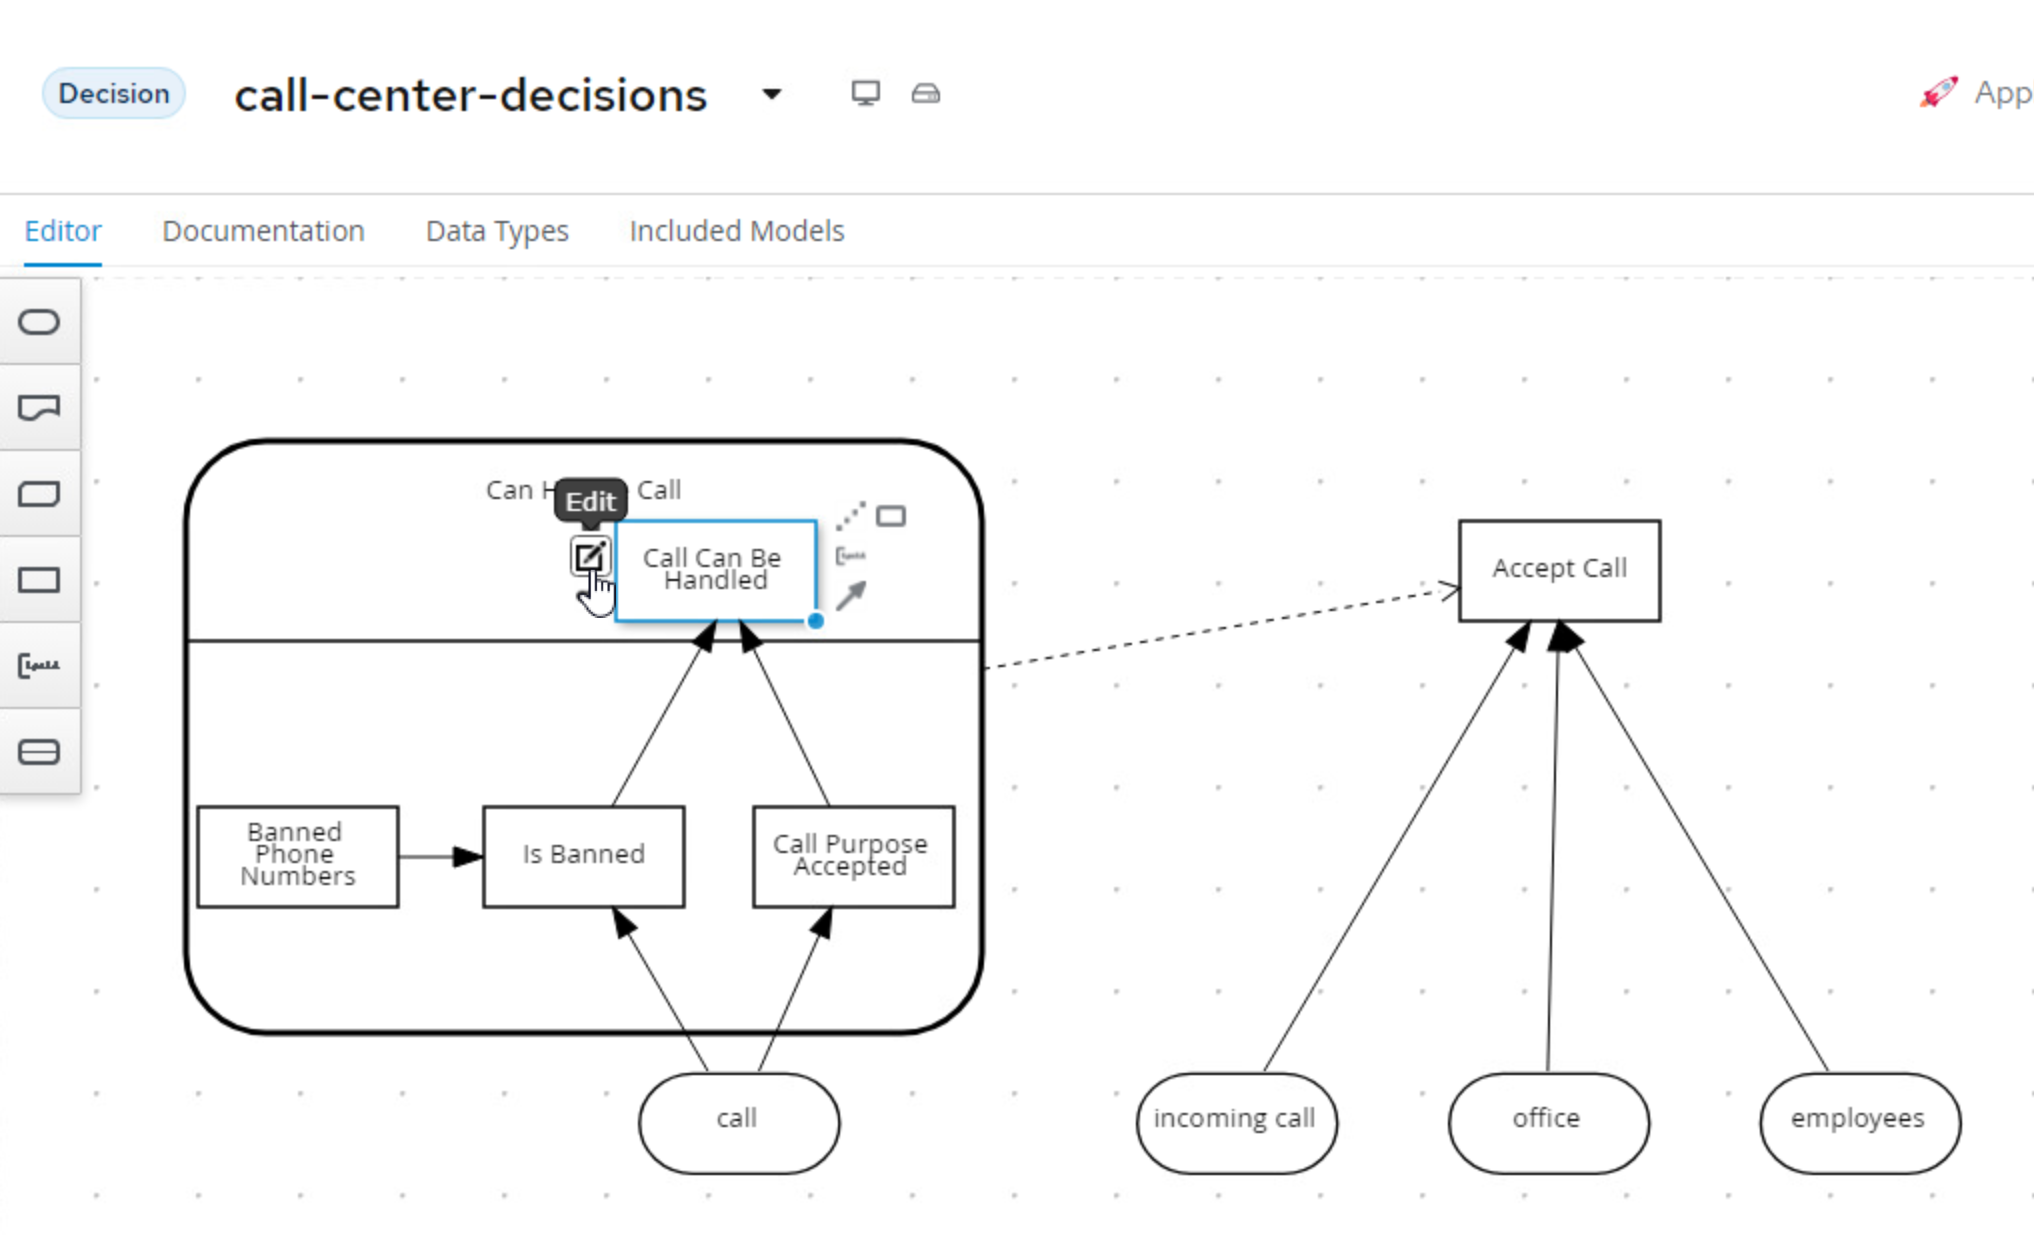 Decision
call-center-decisions
App
Editor
Documentation
Data Types
Included Models
Can H
Call
Edit
Call Can Be
Handled
Accept Call
Banned
Phone
Numbers
Is Banned
Call Purpose
Accepted
call
incoming call
office
employees